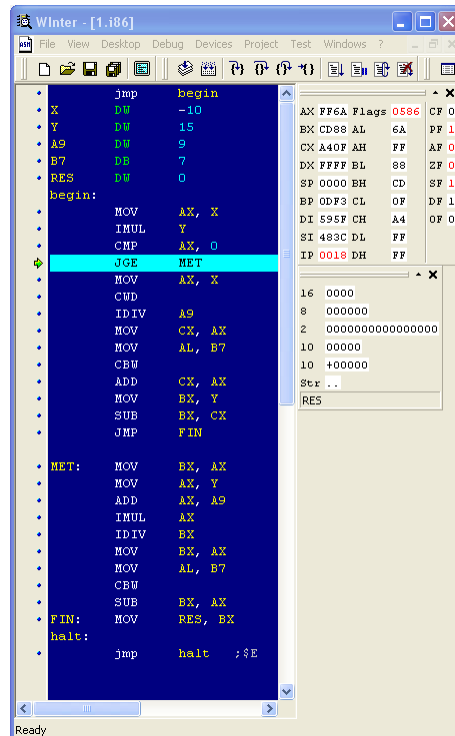 WInter - [1.i86]
File View Desktop Debug Devices Project Test Windows ?
jmp begin
X DW -10
Y DW 15
A9 DW 9
B7 DB 7
RES DW 0
begin:
MOV AX, X
IMUL Y
CMP AX, 0
JGE MET
MOV AX, X
CWD
IDIV A9
MOV CX, AX
MOV AL, B7
CBW
ADD CX, AX
MOV BX, Y
SUB BX, CX
JMP FIN
MET: MOV BX, AX
MOV AX, Y
ADD AX, A9
IMUL AX
IDIV BX
MOV BX, AX
MOV AL, B7
CBW
SUB BX, AX
FIN: MOV RES, BX
halt:
jmp halt ;$E
AX FF6A Flags 0586 CF 0
BX CD88 AL 6A PF 1
CX A40F AH FF AF 0
DX FFFF BL 88 ZF 0
SP 0000 BH CD SF 1
BP 0DF3 CL 0F DF 1
DI 595F CH A4 OF 0
SI 483C DL FF
IP 0018 DH FF
16 0000
8 000000
2 0000000000000000
10 00000
10 +00000
Str ..
RES
Ready